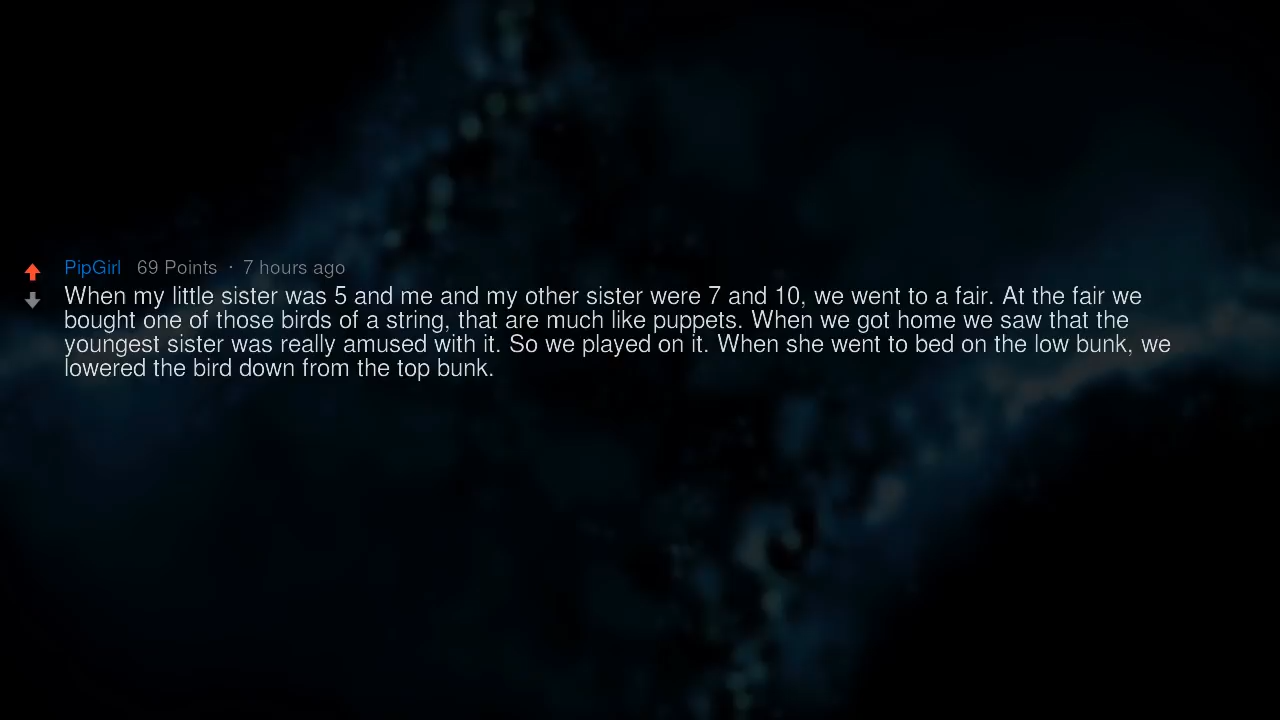 PipGirl 69 Points · 7 hours ago
When my little sister was 5 and me and my other sister were 7 and 10, we went to a fair. At the fair we
bought one of those birds of a string, that are much like puppets. When we got home we saw that the
youngest sister was really amused with it. So we played on it. When she went to bed on the low bunk, we
lowered the bird down from the top bunk.